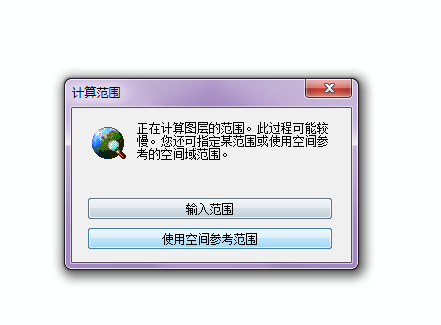 计算范围
正在计算图层的范围。此过程可能较
慢。您还可指定某范围或使用空间参
考的空间域范围。
输入范围
使用空间参考范围